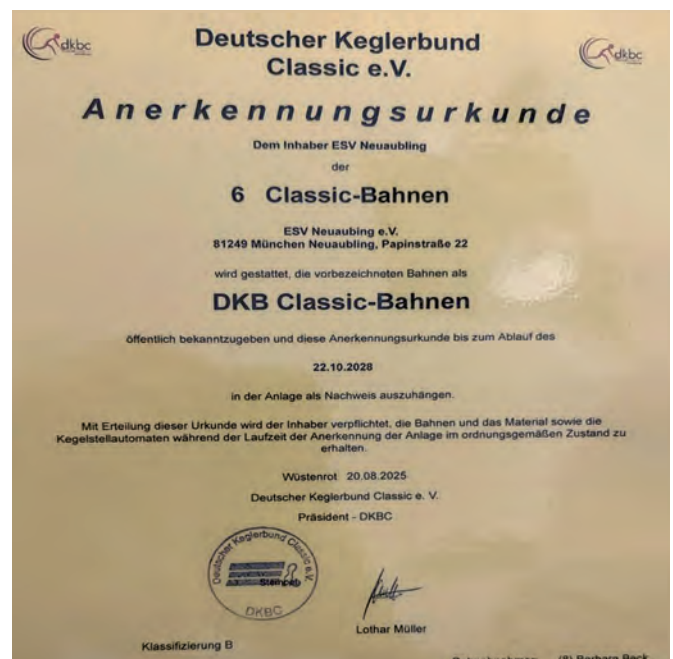 dkbc
Deutscher Keglerbund
Classic e.V.
dkbc
Anerkennungsurkunde
Dem Inhaber ESV Neuaubling
der
6 Classic-Bahnen
ESV Neuaubing e.V.
81249 München Neuaubling, Papinstraße 22
wird gestattet, die vorbezeichneten Bahnen als
DKB Classic-Bahnen
öffentlich bekanntzugeben und diese Anerkennungsurkunde bis zum Ablauf des
22.10.2028
in der Anlage als Nachweis auszuhängen.
Mit Erteilung dieser Urkunde wird der Inhaber verpflichtet, die Bahnen und das Material sowie die
Kegelstellautomaten während der Laufzeit der Anerkennung der Anlage im ordnungsgemäßen Zustand zu
erhalten.
Wüstenrot 20.08.2025
Deutscher Keglerbund Classic e. V.
Präsident - DKBC
Deutscher Keglerbund Classic e.V.
Stempel
DKBC
Lothar Müller
Klassifizierung B
(B) Barbara Beck